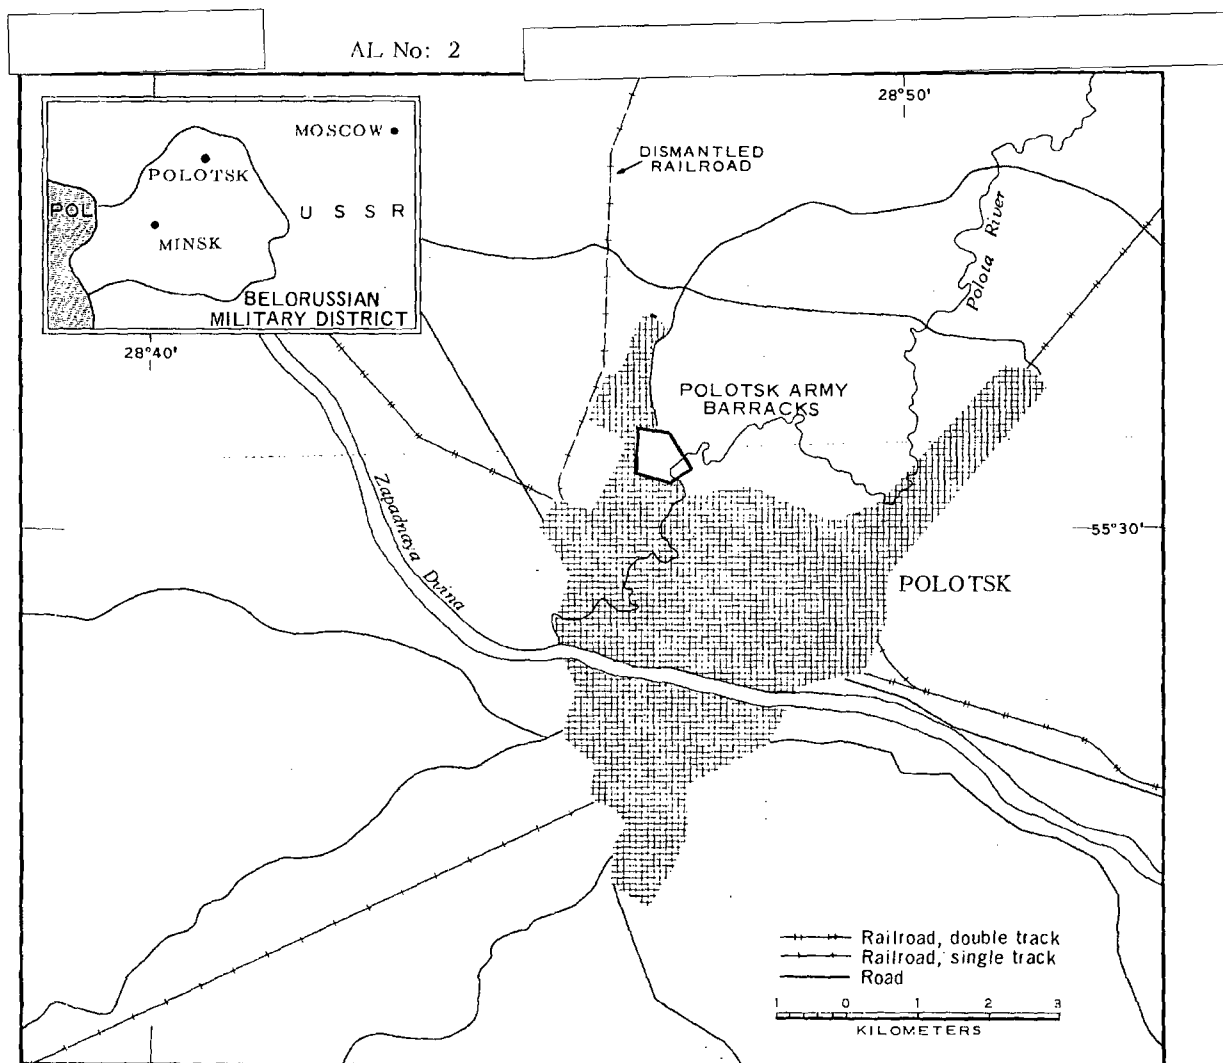 AL No: 2
28°50'
MOSCOW
POLOTSK
POL
U S S R
MINSK
BELORUSSIAN
MILITARY DISTRICT
28°40'
DISMANTLED
RAILROAD
Polota River
POLOTSK ARMY
BARRACKS
Zapadnaya Dvina
55°30'
POLOTSK
Railroad, double track
Railroad, single track
Road
1 0 1 2 3
KILOMETERS